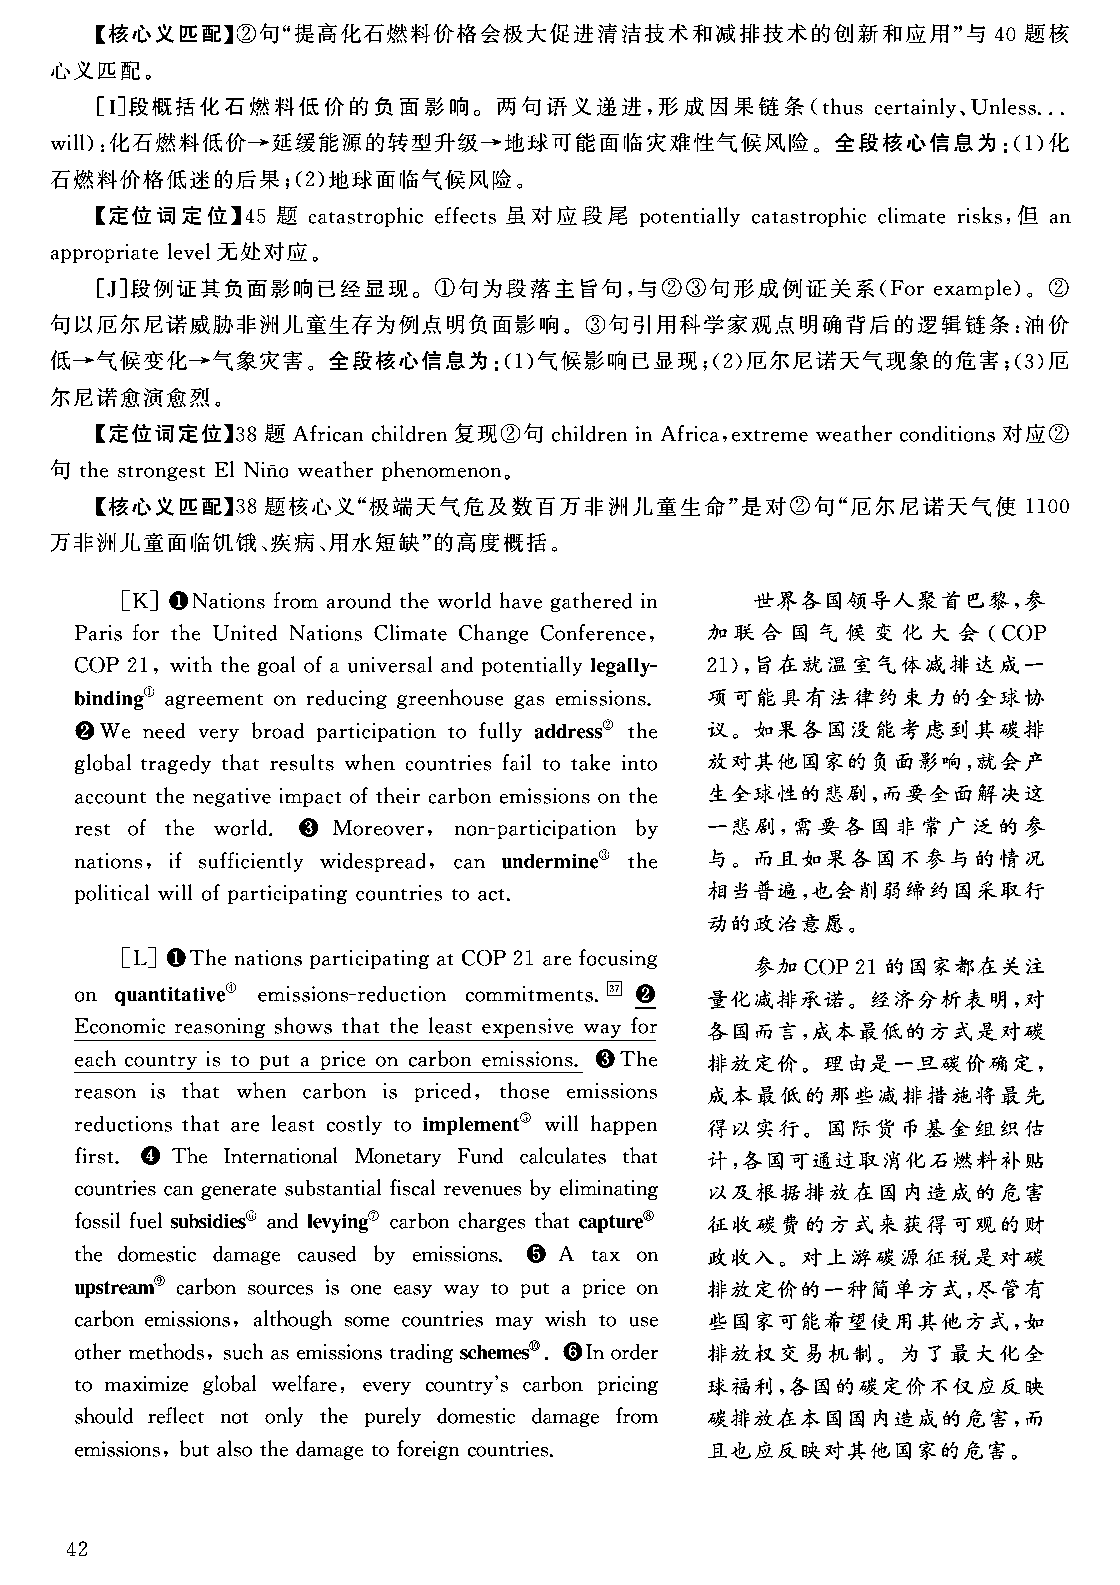 【核心义匹配】②句“提高化石燃料价格会极大促进清洁技术和减排技术的创新和应用”与 40 题核
心义匹配。
[I]段概括化石燃料低价的负面影响。两句语义递进,形成因果链条(thus certainly、Unless...
will):化石燃料低价→延缓能源的转型升级→地球可能面临灾难性气候风险。全段核心信息为:(1)化
石燃料价格低迷的后果;(2)地球面临气候风险。
【定位词定位】45 题 catastrophic effects 虽对应段尾 potentially catastrophic climate risks,但 an
appropriate level 无处对应。
[J]段例证其负面影响已经显现。①句为段落主旨句,与②③句形成例证关系(For example)。②
句以厄尔尼诺威胁非洲儿童生存为例点明负面影响。③句引用科学家观点明确背后的逻辑链条:油价
低→气候变化→气象灾害。全段核心信息为:(1)气候影响已显现;(2)厄尔尼诺天气现象的危害;(3)厄
尔尼诺愈演愈烈。
【定位词定位】38 题 African children 复现②句 children in Africa,extreme weather conditions 对应②
句 the strongest El Niño weather phenomenon。
【核心义匹配】38 题核心义“极端天气危及数百万非洲儿童生命”是对②句“厄尔尼诺天气使 1100
万非洲儿童面临饥饿、疾病、用水短缺”的高度概括。
[K] ❶Nations from around the world have gathered in
Paris for the United Nations Climate Change Conference,
COP 21, with the goal of a universal and potentially legally-
binding① agreement on reducing greenhouse gas emissions.
❷We need very broad participation to fully address② the
global tragedy that results when countries fail to take into
account the negative impact of their carbon emissions on the
rest of the world. ❸ Moreover, non-participation by
nations, if sufficiently widespread, can undermine③ the
political will of participating countries to act.
世界各国领导人聚首巴黎,参
加联合国气候变化大会(COP
21),旨在就温室气体减排达成一
项可能具有法律约束力的全球协
议。如果各国没能考虑到其碳排
放对其他国家的负面影响,就会产
生全球性的悲剧,而要全面解决这
一悲剧,需要各国非常广泛的参
与。而且如果各国不参与的情况
相当普遍,也会削弱缔约国采取行
动的政治意愿。
[L] ❶The nations participating at COP 21 are focusing
on quantitative④ emissions-reduction commitments. 37 ❷
Economic reasoning shows that the least expensive way for
each country is to put a price on carbon emissions. ❸The
reason is that when carbon is priced, those emissions
reductions that are least costly to implement⑤ will happen
first. ❹ The International Monetary Fund calculates that
countries can generate substantial fiscal revenues by eliminating
fossil fuel subsidies⑥ and levying⑦ carbon charges that capture⑧
the domestic damage caused by emissions. ❺ A tax on
upstream⑨ carbon sources is one easy way to put a price on
carbon emissions, although some countries may wish to use
other methods, such as emissions trading schemes⑩. ❻In order
to maximize global welfare, every country's carbon pricing
should reflect not only the purely domestic damage from
emissions, but also the damage to foreign countries.
参加 COP 21 的国家都在关注
量化减排承诺。经济分析表明,对
各国而言,成本最低的方式是对碳
排放定价。理由是一旦碳价确定,
成本最低的那些减排措施将最先
得以实行。国际货币基金组织估
计,各国可通过取消化石燃料补贴
以及根据排放在国内造成的危害
征收碳费的方式来获得可观的财
政收入。对上游碳源征税是对碳
排放定价的一种简单方式,尽管有
些国家可能希望使用其他方式,如
排放权交易机制。为了最大化全
球福利,各国的碳定价不仅应反映
碳排放在本国国内造成的危害,而
且也应反映对其他国家的危害。
42